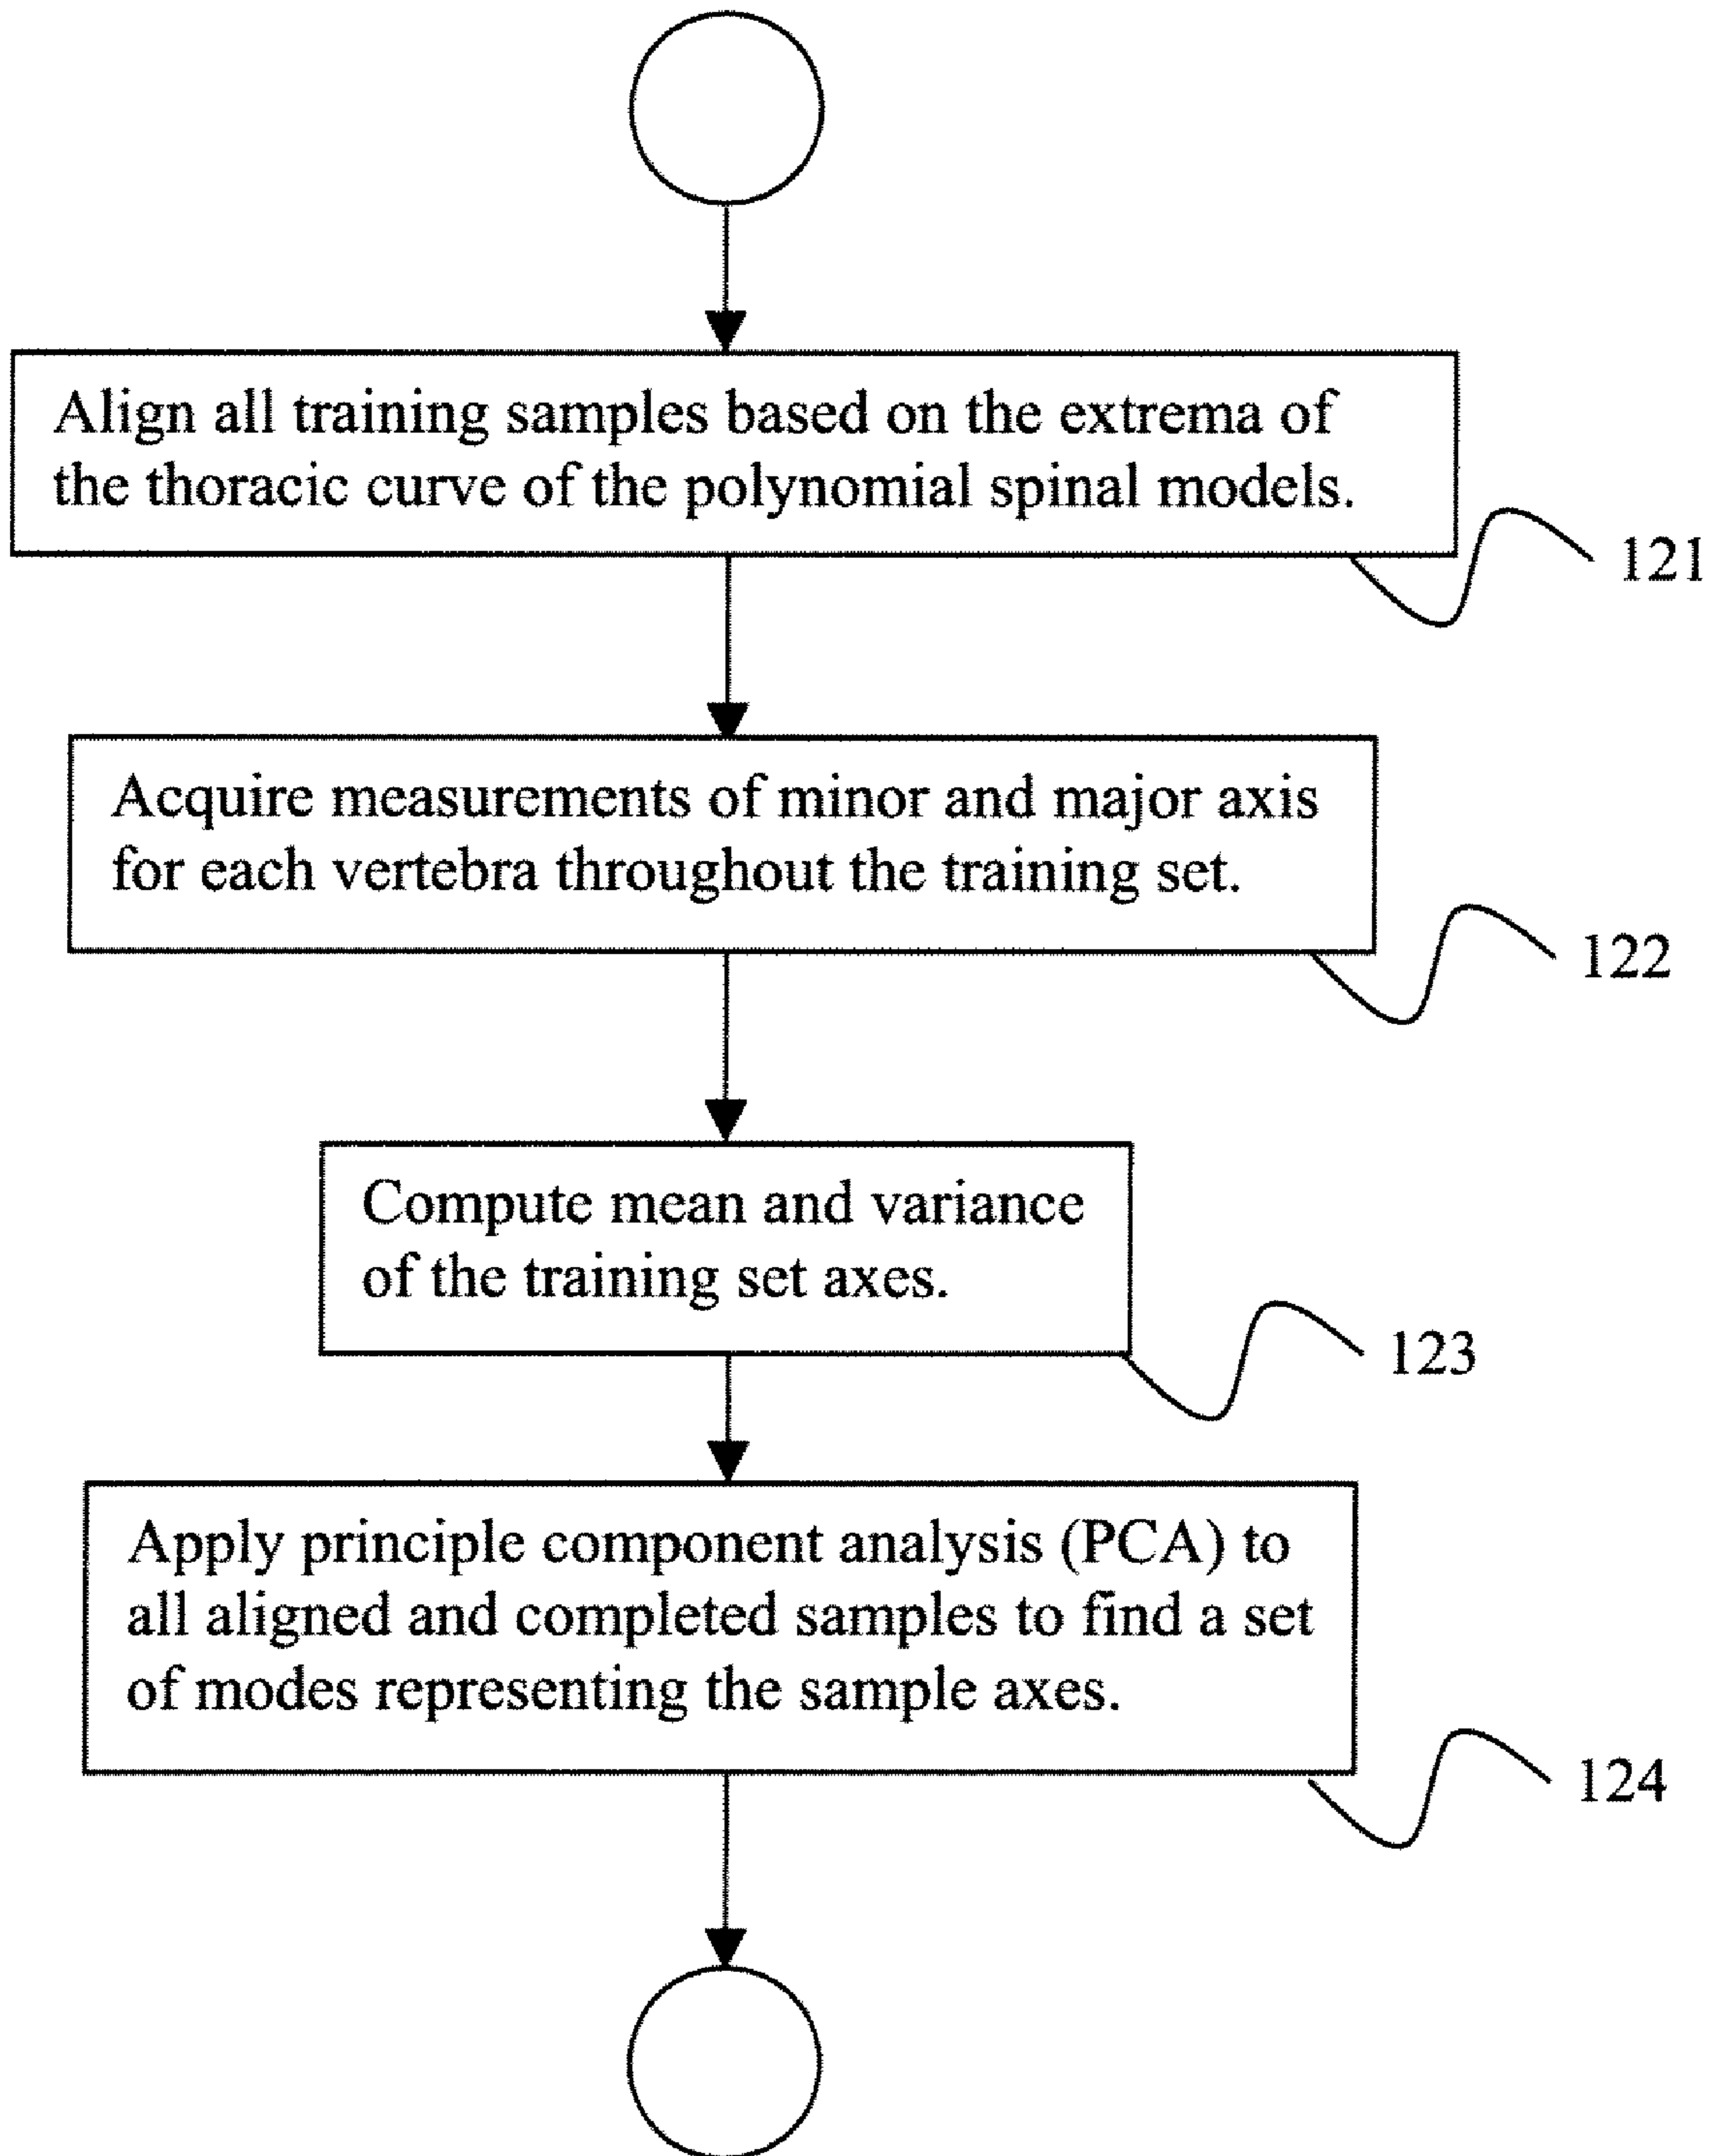 Align all training samples based on the extrema of
the thoracic curve of the polynomial spinal models.
121
Acquire measurements of minor and major axis
for each vertebra throughout the training set.
122
Compute mean and variance
of the training set axes.
123
Apply principle component analysis (PCA) to
all aligned and completed samples to find a set
of modes representing the sample axes.
124